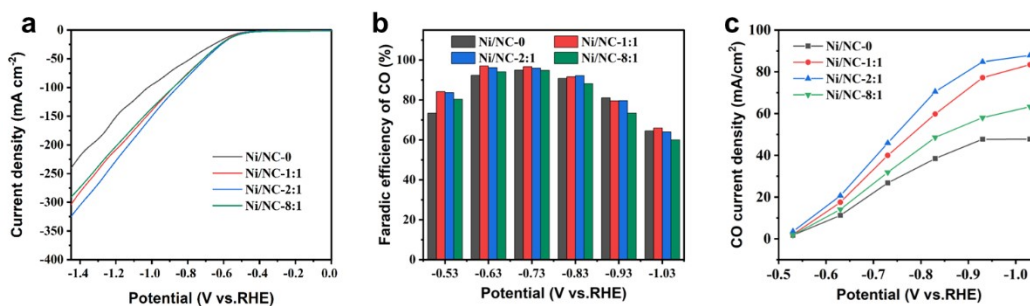 a
Current density (mA cm-2)
0
-50
-100
-150
-200
-250
-300
-350
-400
Ni/NC-0
Ni/NC-1:1
Ni/NC-2:1
Ni/NC-8:1
-1.4 -1.2 -1.0 -0.8 -0.6 -0.4 -0.2 0.0
Potential (V vs.RHE)
b
Faradic efficiency of CO (%)
120
100
80
60
40
20
0
Ni/NC-0 Ni/NC-1:1
Ni/NC-2:1 Ni/NC-8:1
-0.53 -0.63 -0.73 -0.83 -0.93 -1.03
Potential (V vs.RHE)
c
CO current density (mA/cm2)
100
80
60
40
20
0
Ni/NC-0
Ni/NC-1:1
Ni/NC-2:1
Ni/NC-8:1
-0.5 -0.6 -0.7 -0.8 -0.9 -1.0
Potential (V vs.RHE)